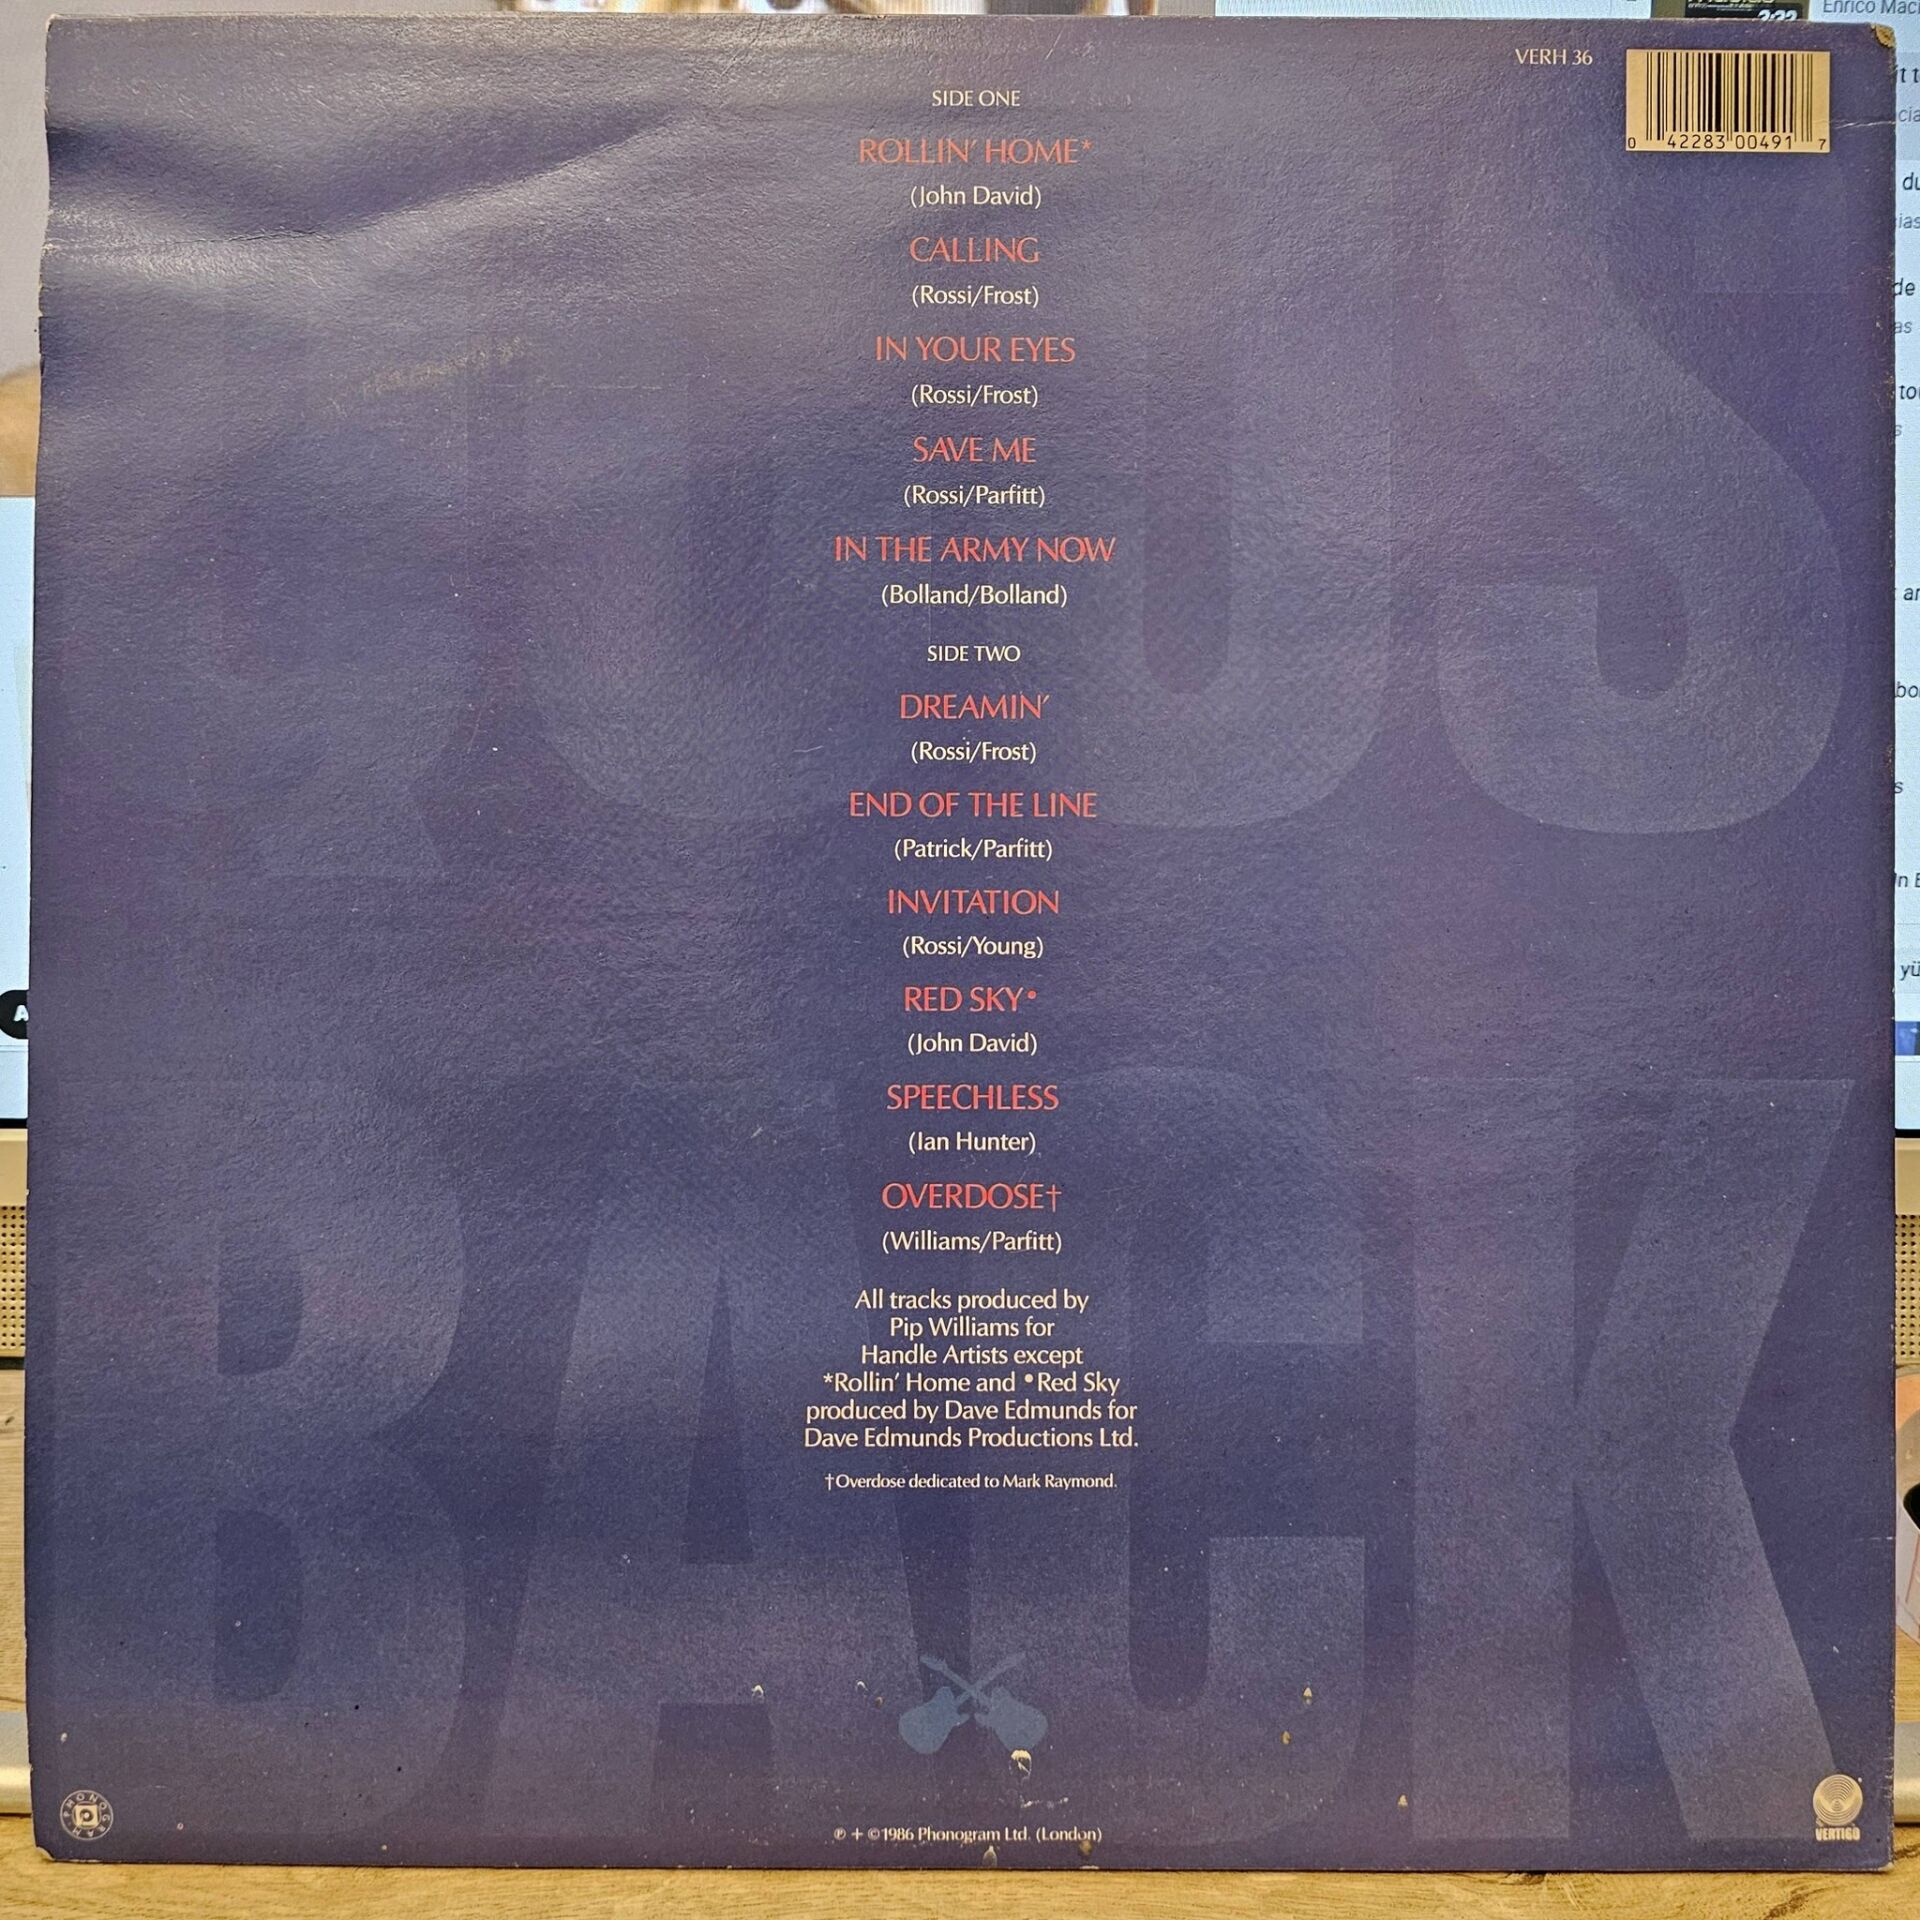 VERH 36
0 42283 00491 7
SIDE ONE
ROLLIN' HOME*
(John David)
CALLING
(Rossi/Frost)
IN YOUR EYES
(Rossi/Frost)
SAVE ME
(Rossi/Parfitt)
IN THE ARMY NOW
(Bolland/Bolland)
SIDE TWO
DREAMIN'
(Rossi/Frost)
END OF THE LINE
(Patrick/Parfitt)
INVITATION
(Rossi/Young)
RED SKY•
(John David)
SPEECHLESS
(Ian Hunter)
OVERDOSE†
(Williams/Parfitt)
All tracks produced by
Pip Williams for
Handle Artists except
*Rollin' Home and •Red Sky
produced by Dave Edmunds for
Dave Edmunds Productions Ltd.
†Overdose dedicated to Mark Raymond.
BACK
PHONOGRAM
℗ + © 1986 Phonogram Ltd. (London)
VERTIGO